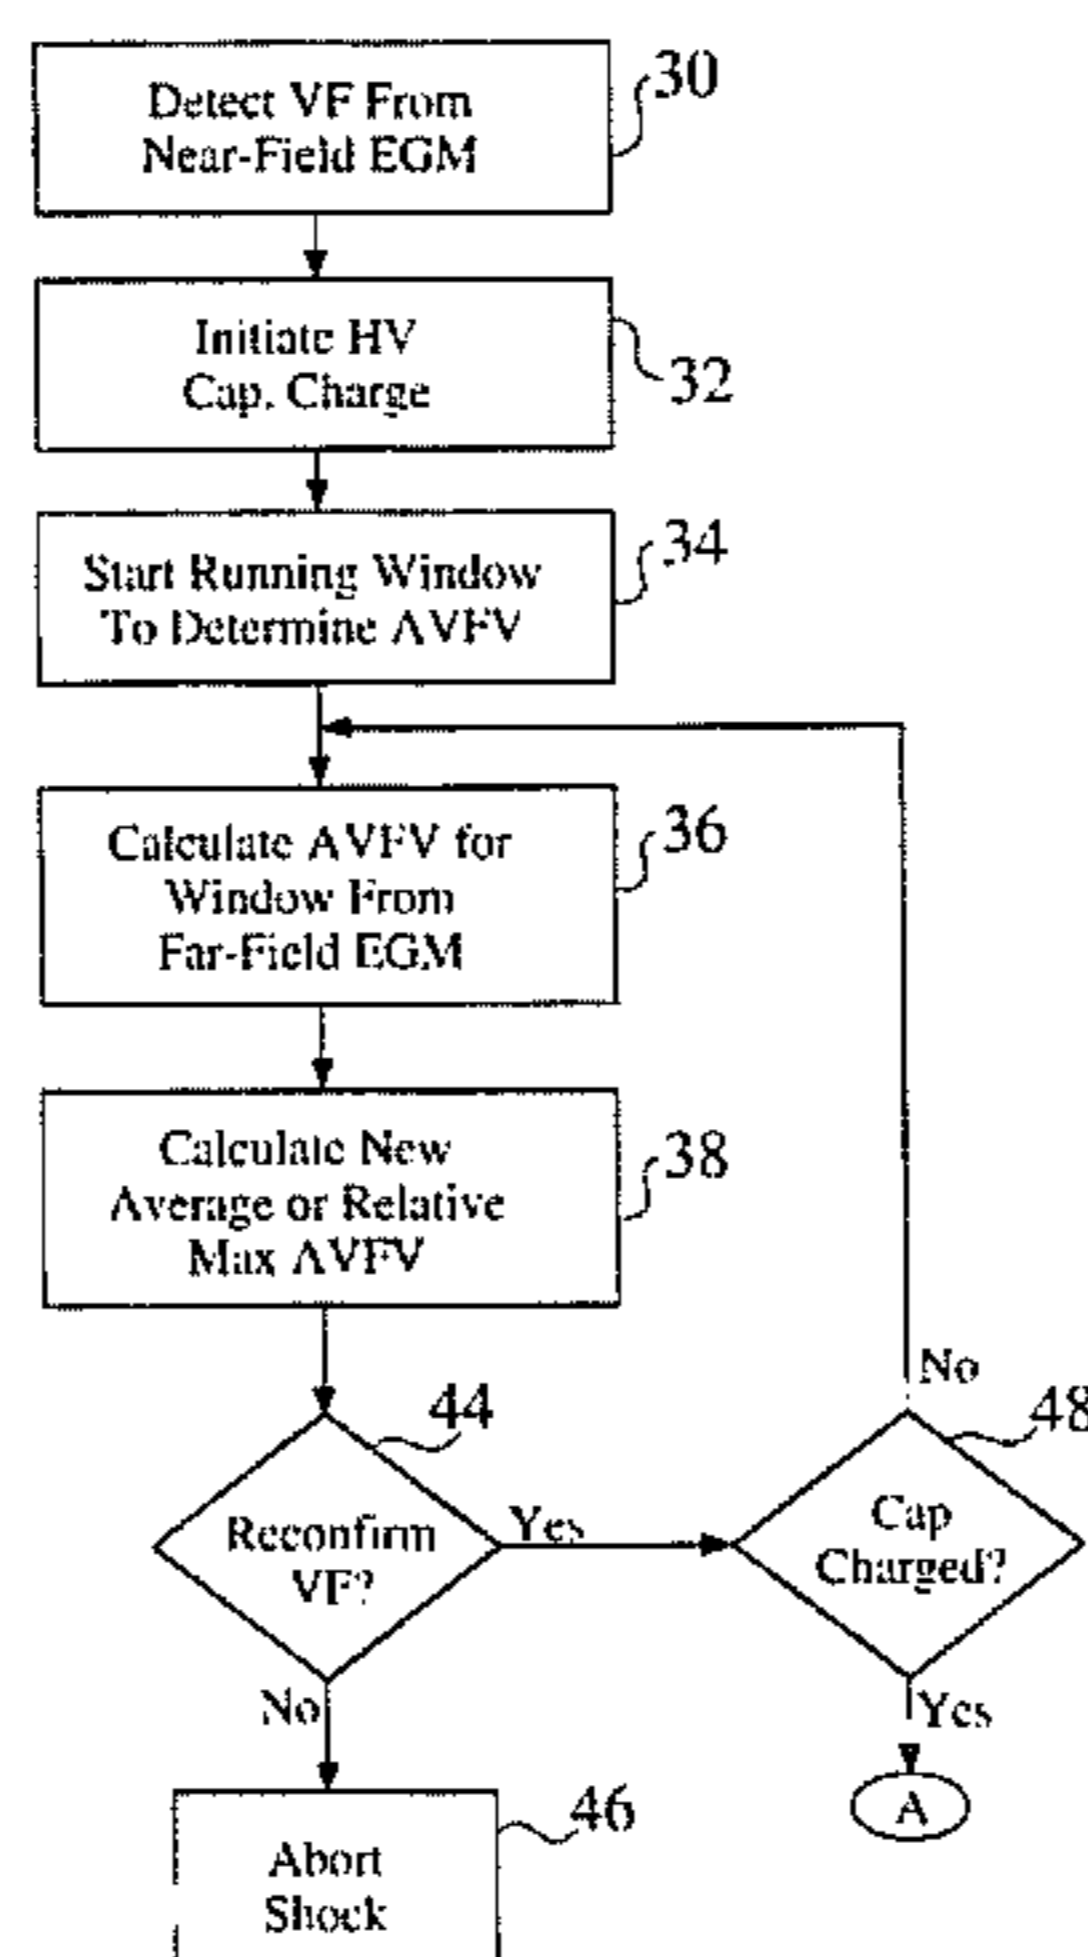 Detect VF From
Near-Field EGM
30
Initiate HV
Cap. Charge
32
Start Running Window
To Determine AVFV
34
Calculate AVFV for
Window From
Far-Field EGM
36
Calculate New
Average or Relative
Max AVFV
38
No
44
48
Reconfirm
VF?
Yes
Cap
Charged?
No
Yes
A
46
Abort
Shock